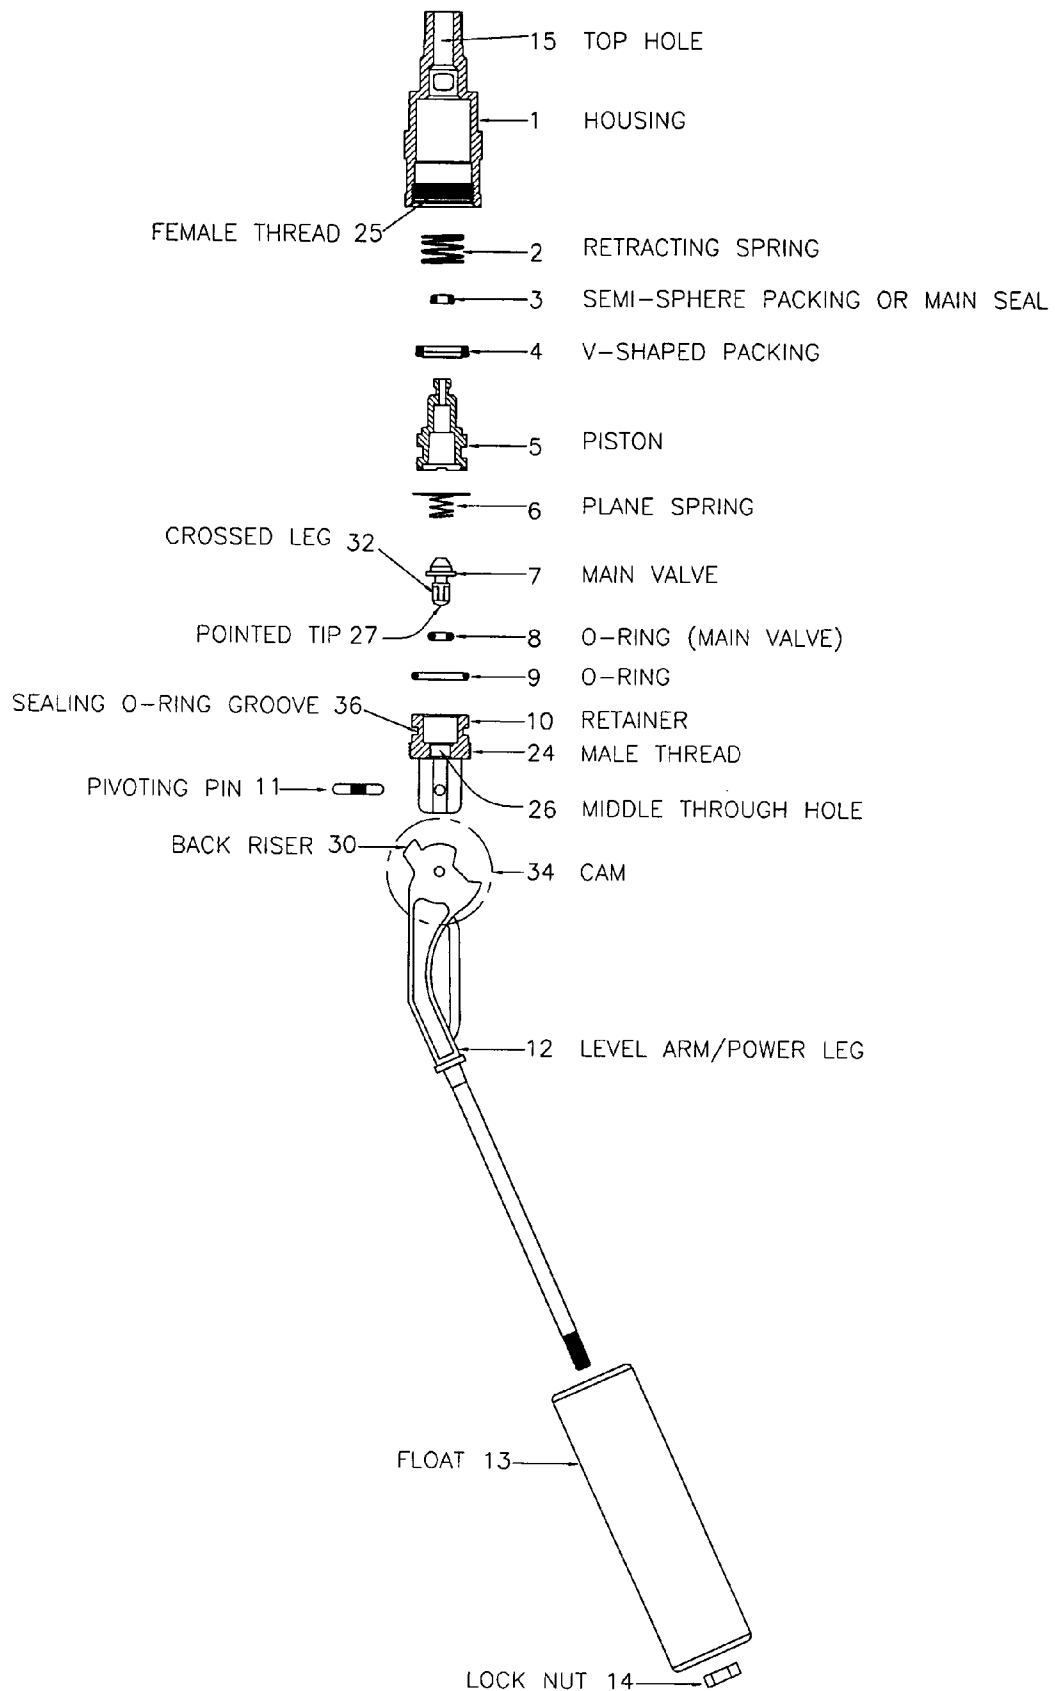 15 TOP HOLE
1 HOUSING
FEMALE THREAD 25
2 RETRACTING SPRING
3 SEMI-SPHERE PACKING OR MAIN SEAL
4 V-SHAPED PACKING
5 PISTON
6 PLANE SPRING
CROSSED LEG 32
7 MAIN VALVE
POINTED TIP 27
8 O-RING (MAIN VALVE)
9 O-RING
SEALING O-RING GROOVE 36
10 RETAINER
24 MALE THREAD
PIVOTING PIN 11
26 MIDDLE THROUGH HOLE
BACK RISER 30
34 CAM
12 LEVEL ARM/POWER LEG
FLOAT 13
LOCK NUT 14